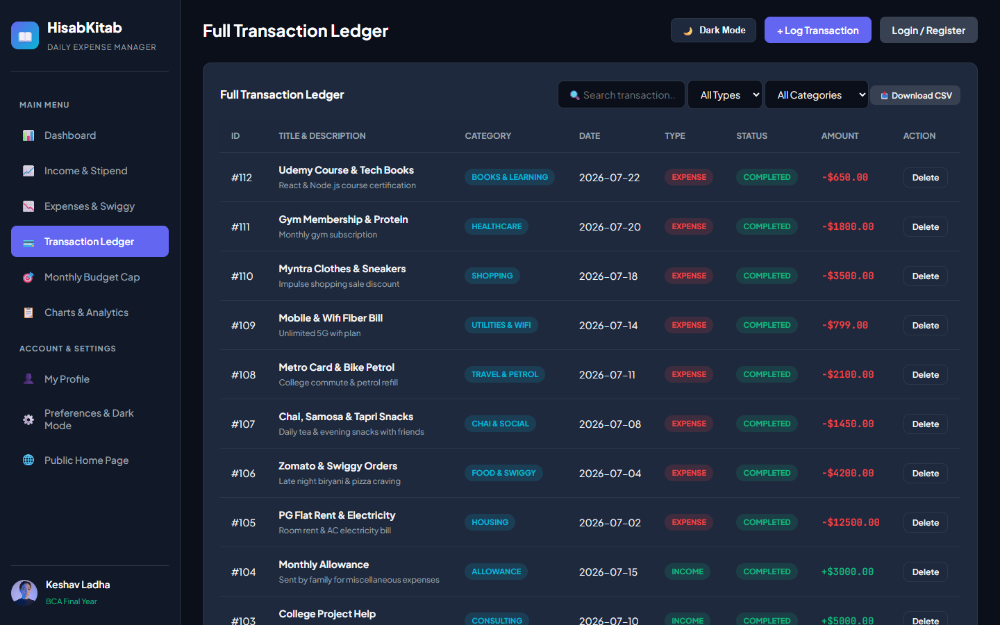 HisabKitab
DAILY EXPENSE MANAGER
MAIN MENU
Dashboard
Income & Stipend
Expenses & Swiggy
Transaction Ledger
Monthly Budget Cap
Charts & Analytics
ACCOUNT & SETTINGS
My Profile
Preferences & Dark
Mode
Public Home Page
Keshav Ladha
BCA Final Year
Full Transaction Ledger
Dark Mode
+ Log Transaction
Login / Register
Full Transaction Ledger
Search transaction..
All Types
All Categories
Download CSV
ID TITLE & DESCRIPTION CATEGORY DATE TYPE STATUS AMOUNT ACTION
#112 Udemy Course & Tech Books BOOKS & LEARNING 2026-07-22 EXPENSE COMPLETED -$650.00 Delete
React & Node.js course certification
#111 Gym Membership & Protein HEALTHCARE 2026-07-20 EXPENSE COMPLETED -$1800.00 Delete
Monthly gym subscription
#110 Myntra Clothes & Sneakers SHOPPING 2026-07-18 EXPENSE COMPLETED -$3500.00 Delete
Impulse shopping sale discount
#109 Mobile & Wifi Fiber Bill UTILITIES & WIFI 2026-07-14 EXPENSE COMPLETED -$799.00 Delete
Unlimited 5G wifi plan
#108 Metro Card & Bike Petrol TRAVEL & PETROL 2026-07-11 EXPENSE COMPLETED -$2100.00 Delete
College commute & petrol refill
#107 Chai, Samosa & Tapri Snacks CHAI & SOCIAL 2026-07-08 EXPENSE COMPLETED -$1450.00 Delete
Daily tea & evening snacks with friends
#106 Zomato & Swiggy Orders FOOD & SWIGGY 2026-07-04 EXPENSE COMPLETED -$4200.00 Delete
Late night biryani & pizza craving
#105 PG Flat Rent & Electricity HOUSING 2026-07-02 EXPENSE COMPLETED -$12500.00 Delete
Room rent & AC electricity bill
#104 Monthly Allowance ALLOWANCE 2026-07-15 INCOME COMPLETED +$3000.00 Delete
Sent by family for miscellaneous expenses
#103 College Project Help CONSULTING 2026-07-10 INCOME COMPLETED +$5000.00 Delete